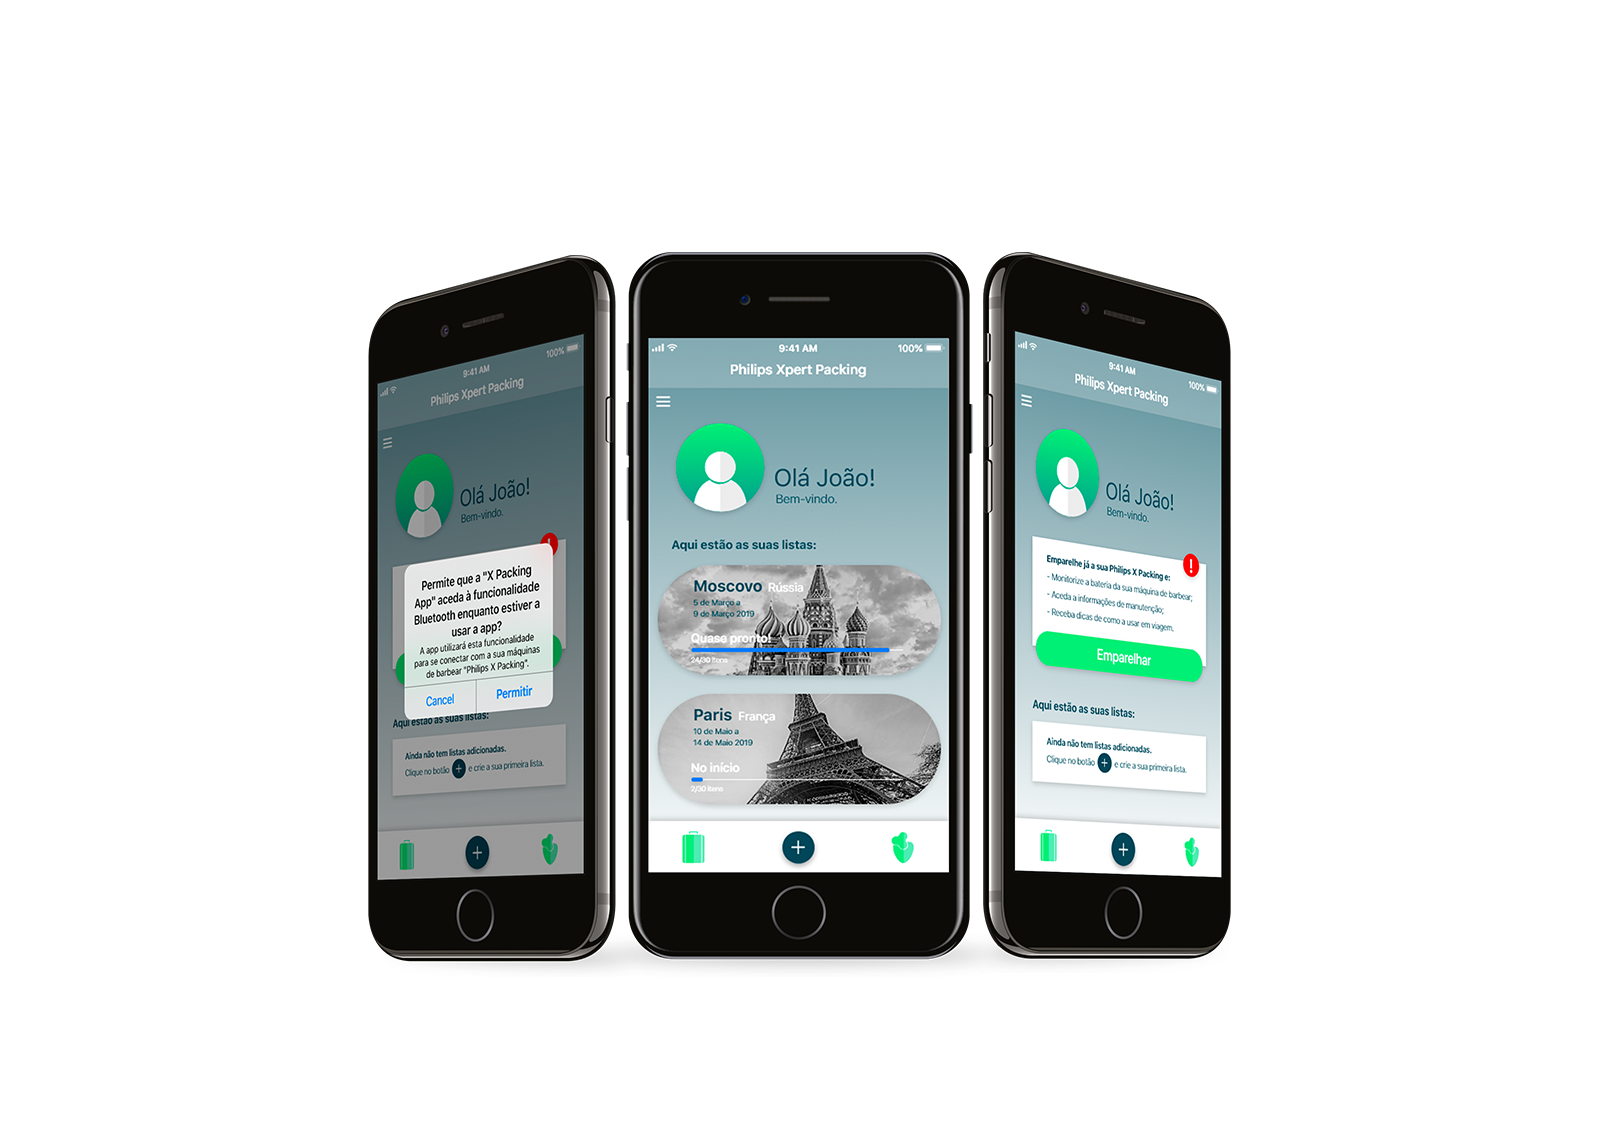 9:41 AM
100%
Philips Xpert Packing
Olá João!
Bem-vindo.
Permite que a "X Packing
App" aceda à funcionalidade
Bluetooth enquanto estiver a
usar a app?
A app utilizará esta funcionalidade
para se conectar com a sua máquinas
de barbear "Philips X Packing".
Cancel
Permitir
Aqui estão as suas listas:
Ainda não tem listas adicionadas.
Clique no botão + e crie a sua primeira lista.
9:41 AM
100%
Philips Xpert Packing
Olá João!
Bem-vindo.
Aqui estão as suas listas:
Moscovo Rússia
5 de Março a
9 de Março 2019
Quase pronto!
24/30 Itens
Paris França
10 de Maio a
14 de Maio 2019
No início
2/30 Itens
9:41 AM
100%
Philips Xpert Packing
Olá João!
Bem-vindo.
Emparelhe já a sua Philips X Packing e:
- Monitorize a bateria da sua máquina de barbear;
- Aceda a informações de manutenção;
- Receba dicas de como a usar em viagem.
Emparelhar
Aqui estão as suas listas:
Ainda não tem listas adicionadas.
Clique no botão + e crie a sua primeira lista.